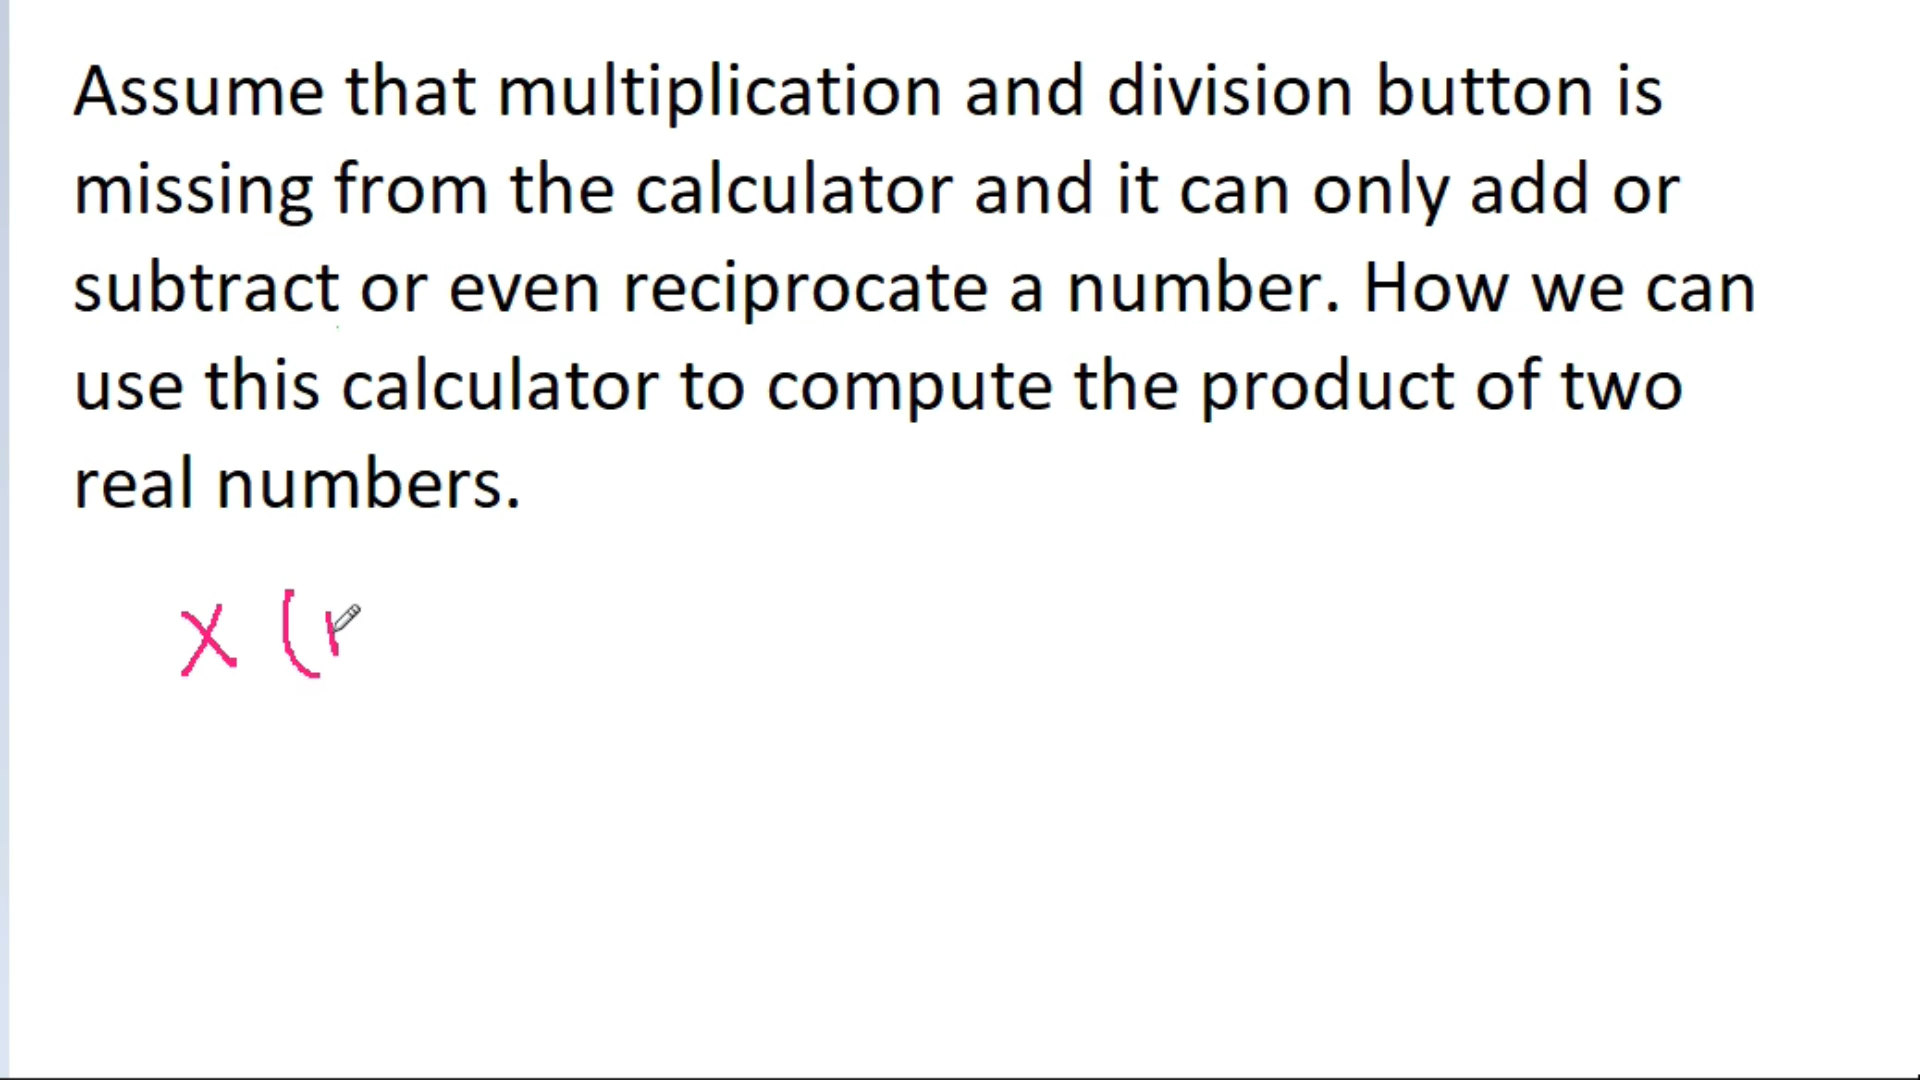 Assume that multiplication and division button is
missing from the calculator and it can only add or
subtract or even reciprocate a number. How we can
use this calculator to compute the product of two
real numbers.
x (